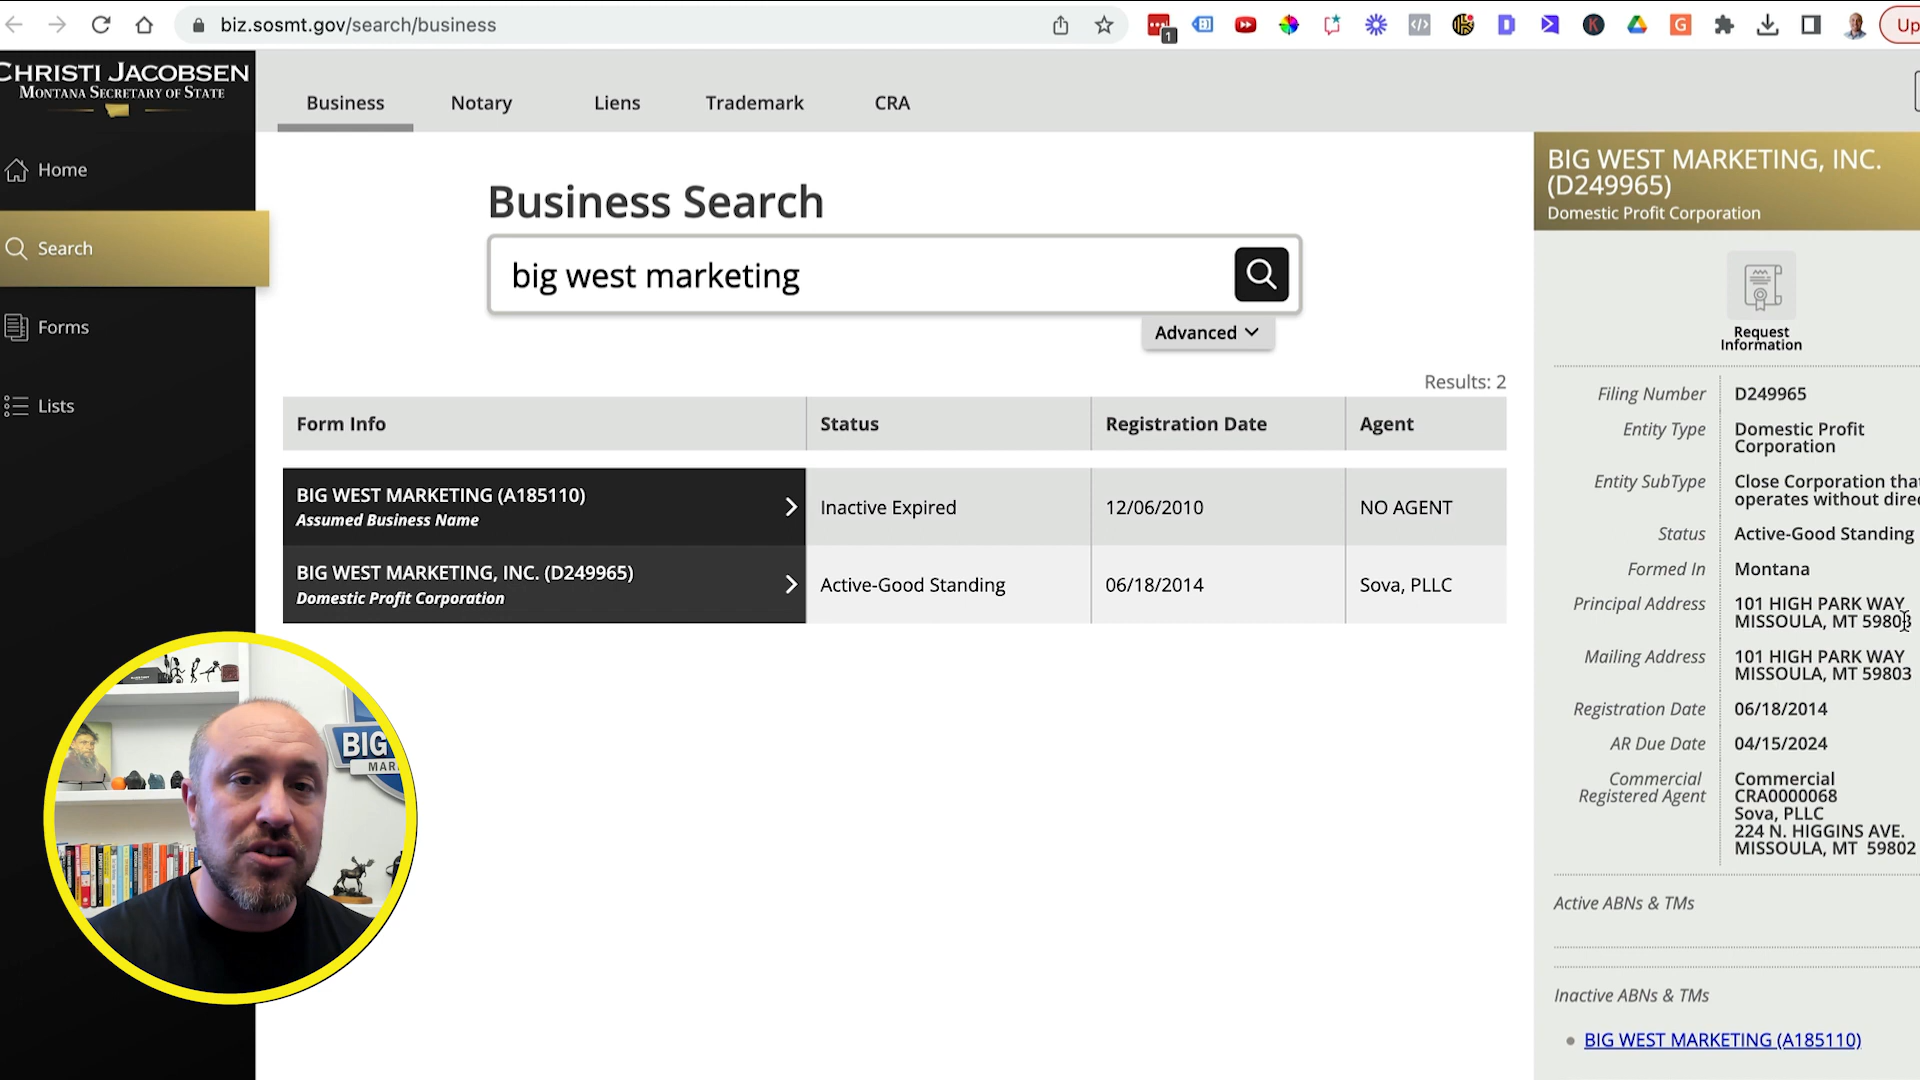 biz.sosmt.gov/search/business
1
Up
CHRISTI JACOBSEN
MONTANA SECRETARY OF STATE
Business
Notary
Liens
Trademark
CRA
Home
Search
Forms
Lists
Business Search
big west marketing
Advanced
Results: 2
Form Info
Status
Registration Date
Agent
BIG WEST MARKETING (A185110)
Assumed Business Name
Inactive Expired
12/06/2010
NO AGENT
BIG WEST MARKETING, INC. (D249965)
Domestic Profit Corporation
Active-Good Standing
06/18/2014
Sova, PLLC
BIG WEST MARKETING, INC.
(D249965)
Domestic Profit Corporation
Request
Information
Filing Number
D249965
Entity Type
Domestic Profit
Corporation
Entity SubType
Close Corporation that
operates without direc
Status
Active-Good Standing
Formed In
Montana
Principal Address
101 HIGH PARK WAY
MISSOULA, MT 59803
Mailing Address
101 HIGH PARK WAY
MISSOULA, MT 59803
Registration Date
06/18/2014
AR Due Date
04/15/2024
Commercial
Registered Agent
Commercial
CRA0000068
Sova, PLLC
224 N. HIGGINS AVE.
MISSOULA, MT 59802
Active ABNs & TMs
Inactive ABNs & TMs
BIG WEST MARKETING (A185110)
BIG
MAR